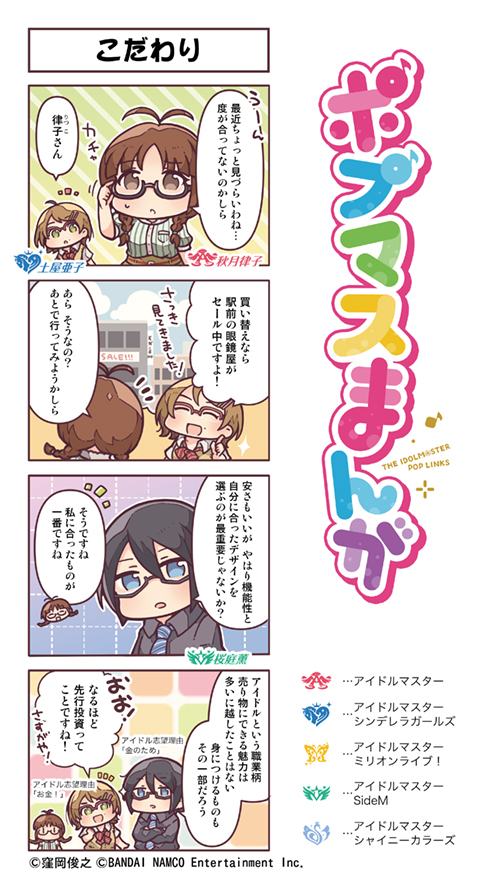 こだわり
うーん
最近ちょっと見づらいわね…
度が合ってないのかしら
カチャ
律子さん
りつこ
土屋亜子
秋月律子
買い替えなら
駅前の眼鏡屋が
セール中ですよ!
さっき
見てきました!
SALE!!!
あら そうなの?
あとで行ってみようかしら
安さもいいが やはり機能性と
自分に合ったデザインを
選ぶのが最重要じゃないか?
そうですね
私に合ったものが
一番ですね
桜庭薫
アイドルという職業柄
売り物にできる魅力は
多いに越したことはない
身につけるものも
その一部だろう
おお!
なるほど
先行投資って
ことですね!
さすがや!
アイドル志望理由
「金のため」
アイドル志望理由
「お金!」
ポプマスまんが
THE IDOLM@STER
POP LINKS
…アイドルマスター
…アイドルマスター
シンデレラガールズ
…アイドルマスター
ミリオンライブ!
…アイドルマスター
SideM
…アイドルマスター
シャイニーカラーズ
©窪岡俊之 ©BANDAI NAMCO Entertainment Inc.